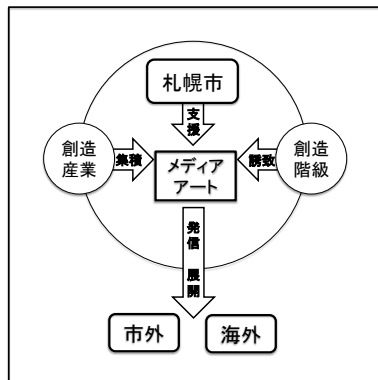 札幌市
支援
創造
産業
集積
メディア
アート
誘致
創造
階級
発信
展開
市外
海外